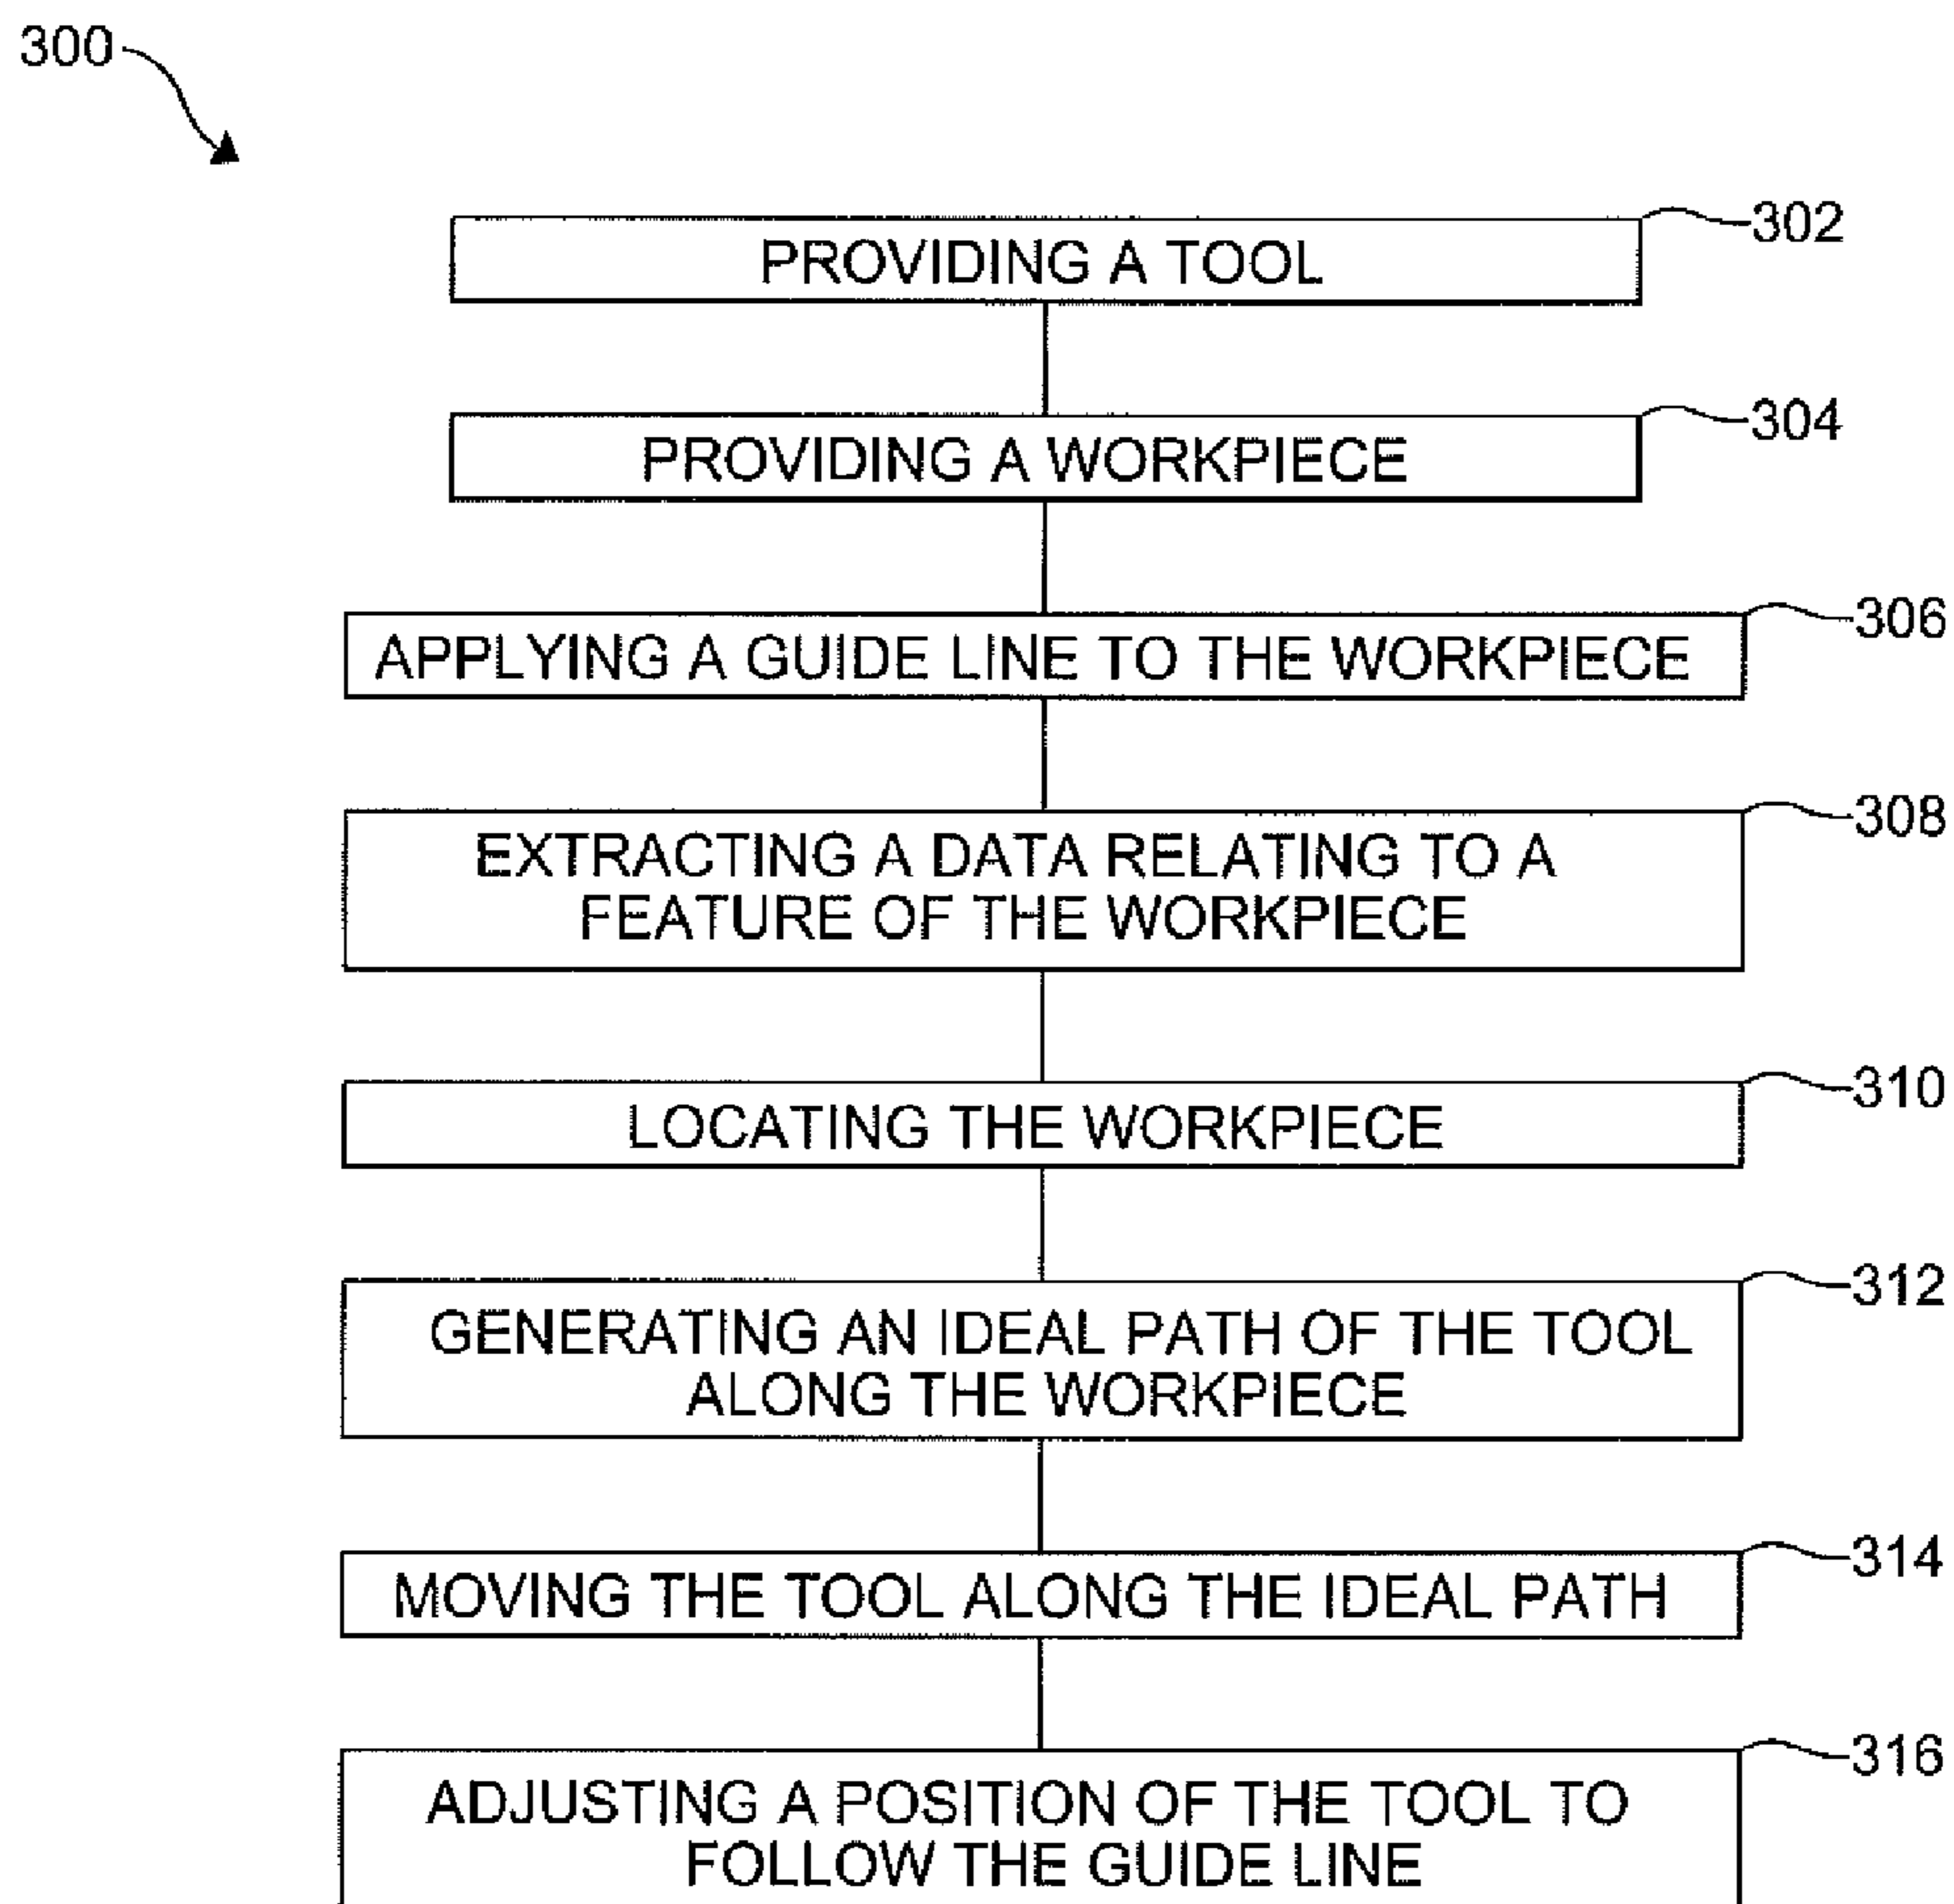 300
302
PROVIDING A TOOL
304
PROVIDING A WORKPIECE
306
APPLYING A GUIDE LINE TO THE WORKPIECE
308
EXTRACTING A DATA RELATING TO A
FEATURE OF THE WORKPIECE
310
LOCATING THE WORKPIECE
312
GENERATING AN IDEAL PATH OF THE TOOL
ALONG THE WORKPIECE
314
MOVING THE TOOL ALONG THE IDEAL PATH
316
ADJUSTING A POSITION OF THE TOOL TO
FOLLOW THE GUIDE LINE